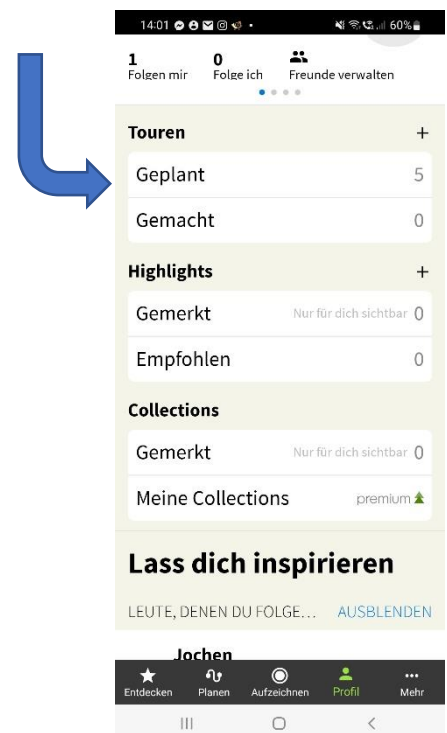 14:01
60%
1 0
Folgen mir Folge ich Freunde verwalten
Touren +
Geplant 5
Gemacht 0
Highlights +
Gemerkt Nur für dich sichtbar 0
Empfohlen 0
Collections
Gemerkt Nur für dich sichtbar 0
Meine Collections premium
Lass dich inspirieren
LEUTE, DENEN DU FOLGE... AUSBLENDEN
Jochen
Entdecken Planen Aufzeichnen Profil Mehr